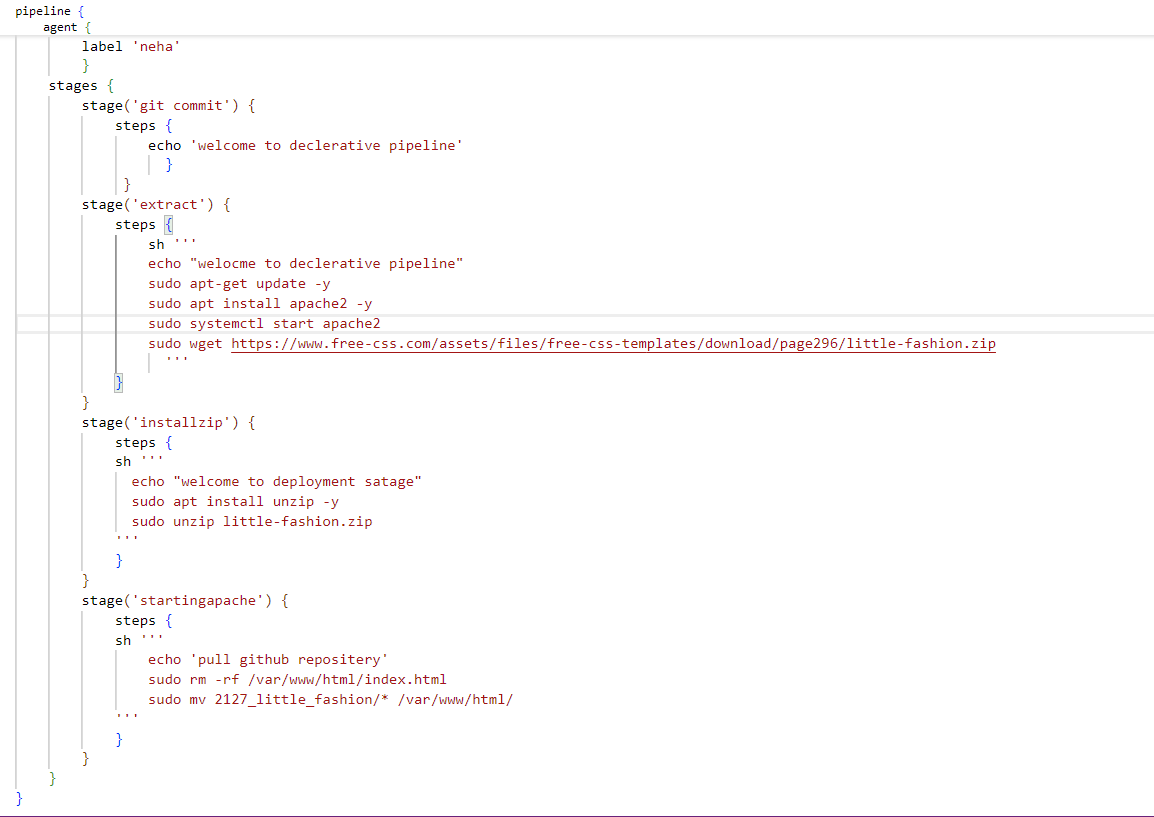 pipeline {
agent {
label 'neha'
}
stages {
stage('git commit') {
steps {
echo 'welcome to declerative pipeline'
}
}
stage('extract') {
steps {
sh '''
echo "welocme to declerative pipeline"
sudo apt-get update -y
sudo apt install apache2 -y
sudo systemctl start apache2
sudo wget https://www.free-css.com/assets/files/free-css-templates/download/page296/little-fashion.zip
'''
}
}
stage('installzip') {
steps {
sh '''
echo "welcome to deployment satage"
sudo apt install unzip -y
sudo unzip little-fashion.zip
'''
}
}
stage('startingapache') {
steps {
sh '''
echo 'pull github repositery'
sudo rm -rf /var/www/html/index.html
sudo mv 2127_little_fashion/* /var/www/html/
'''
}
}
}
}